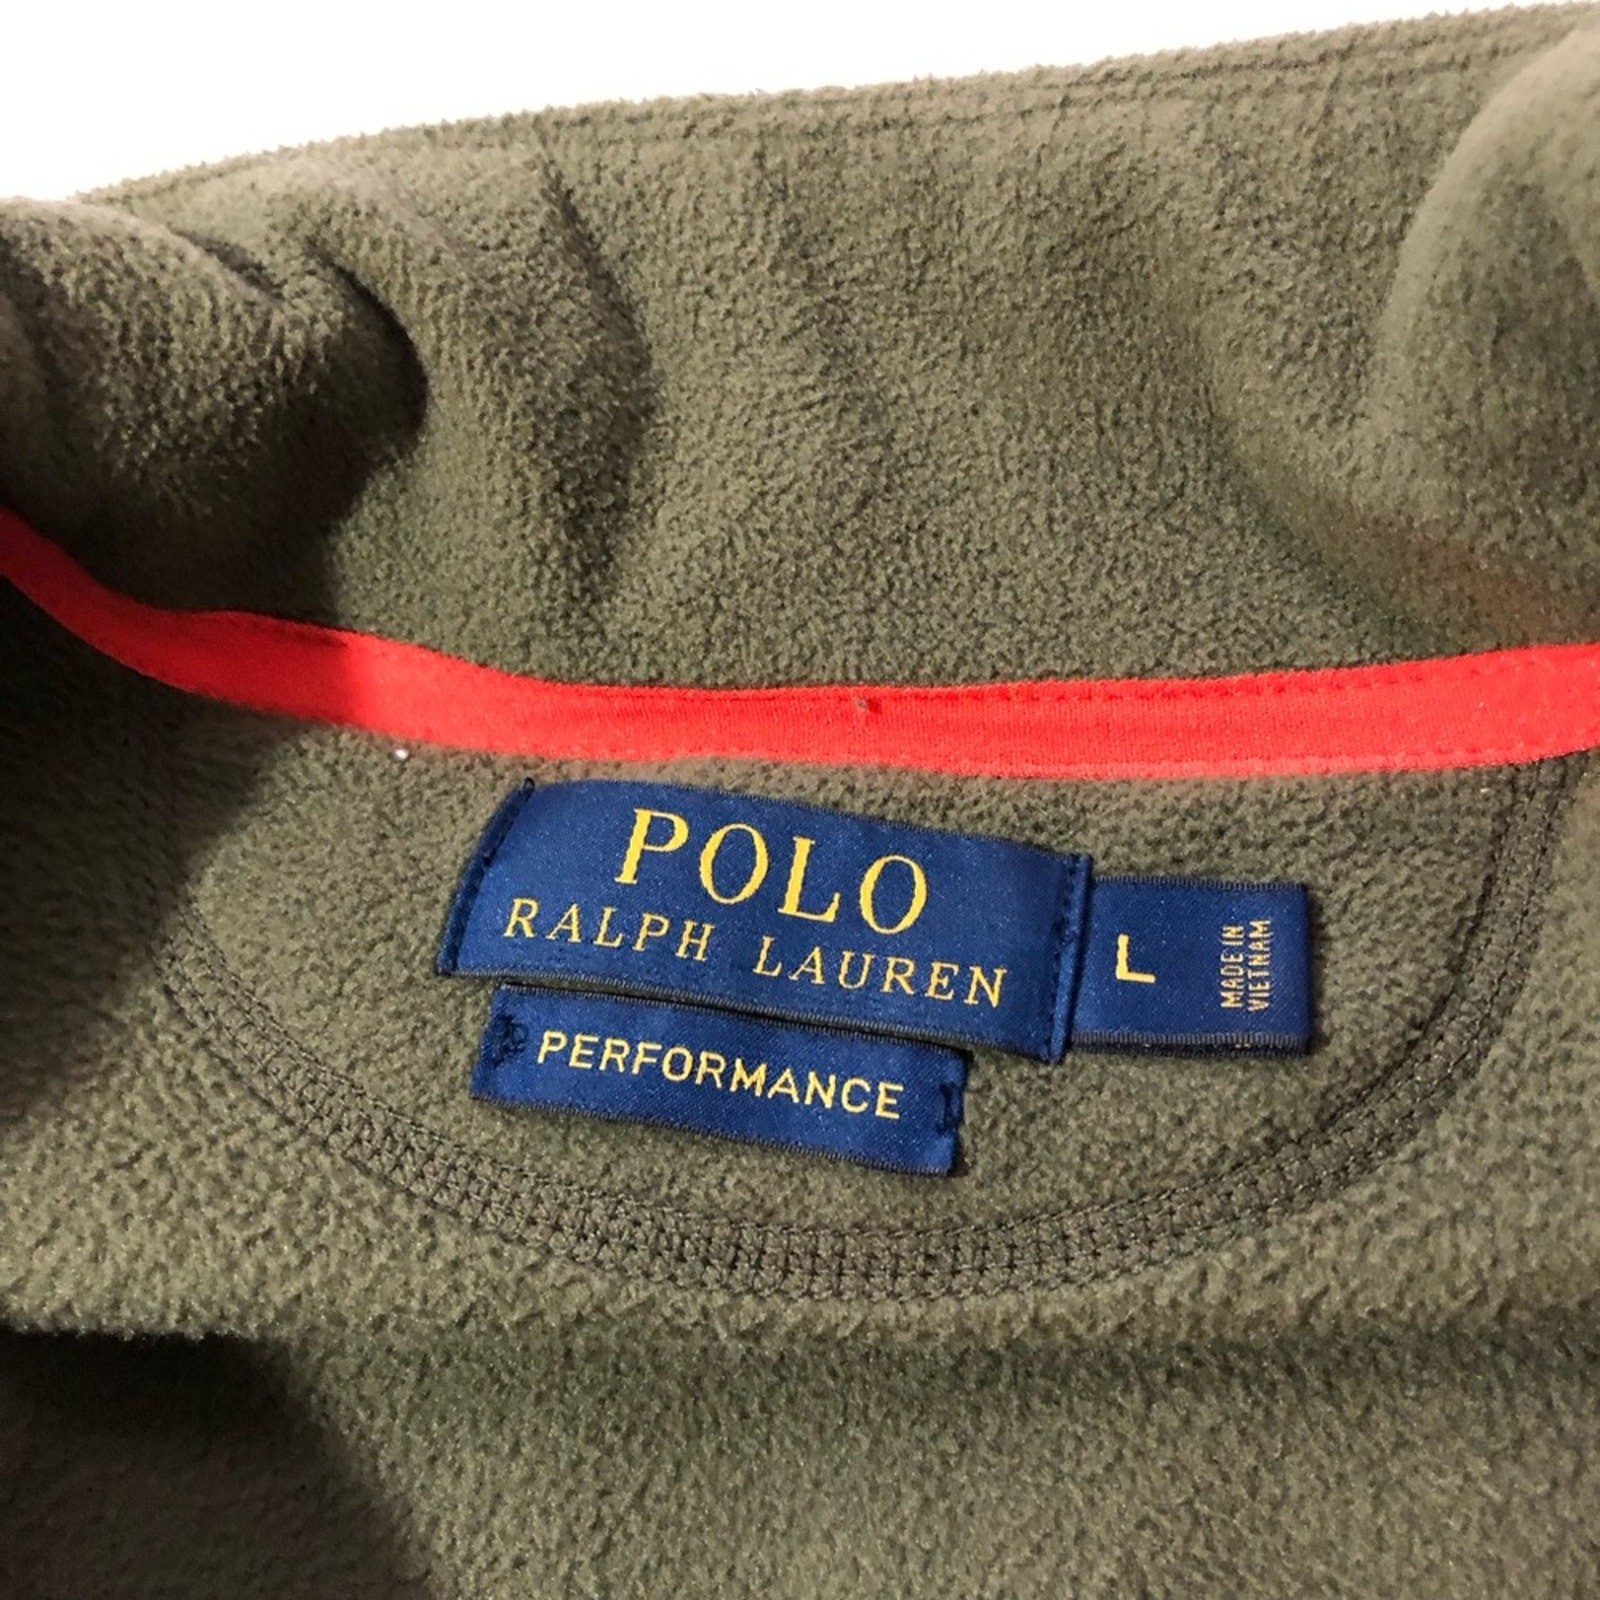 POLO
RALPH LAUREN
PERFORMANCE
L
MADE IN
VIETNAM